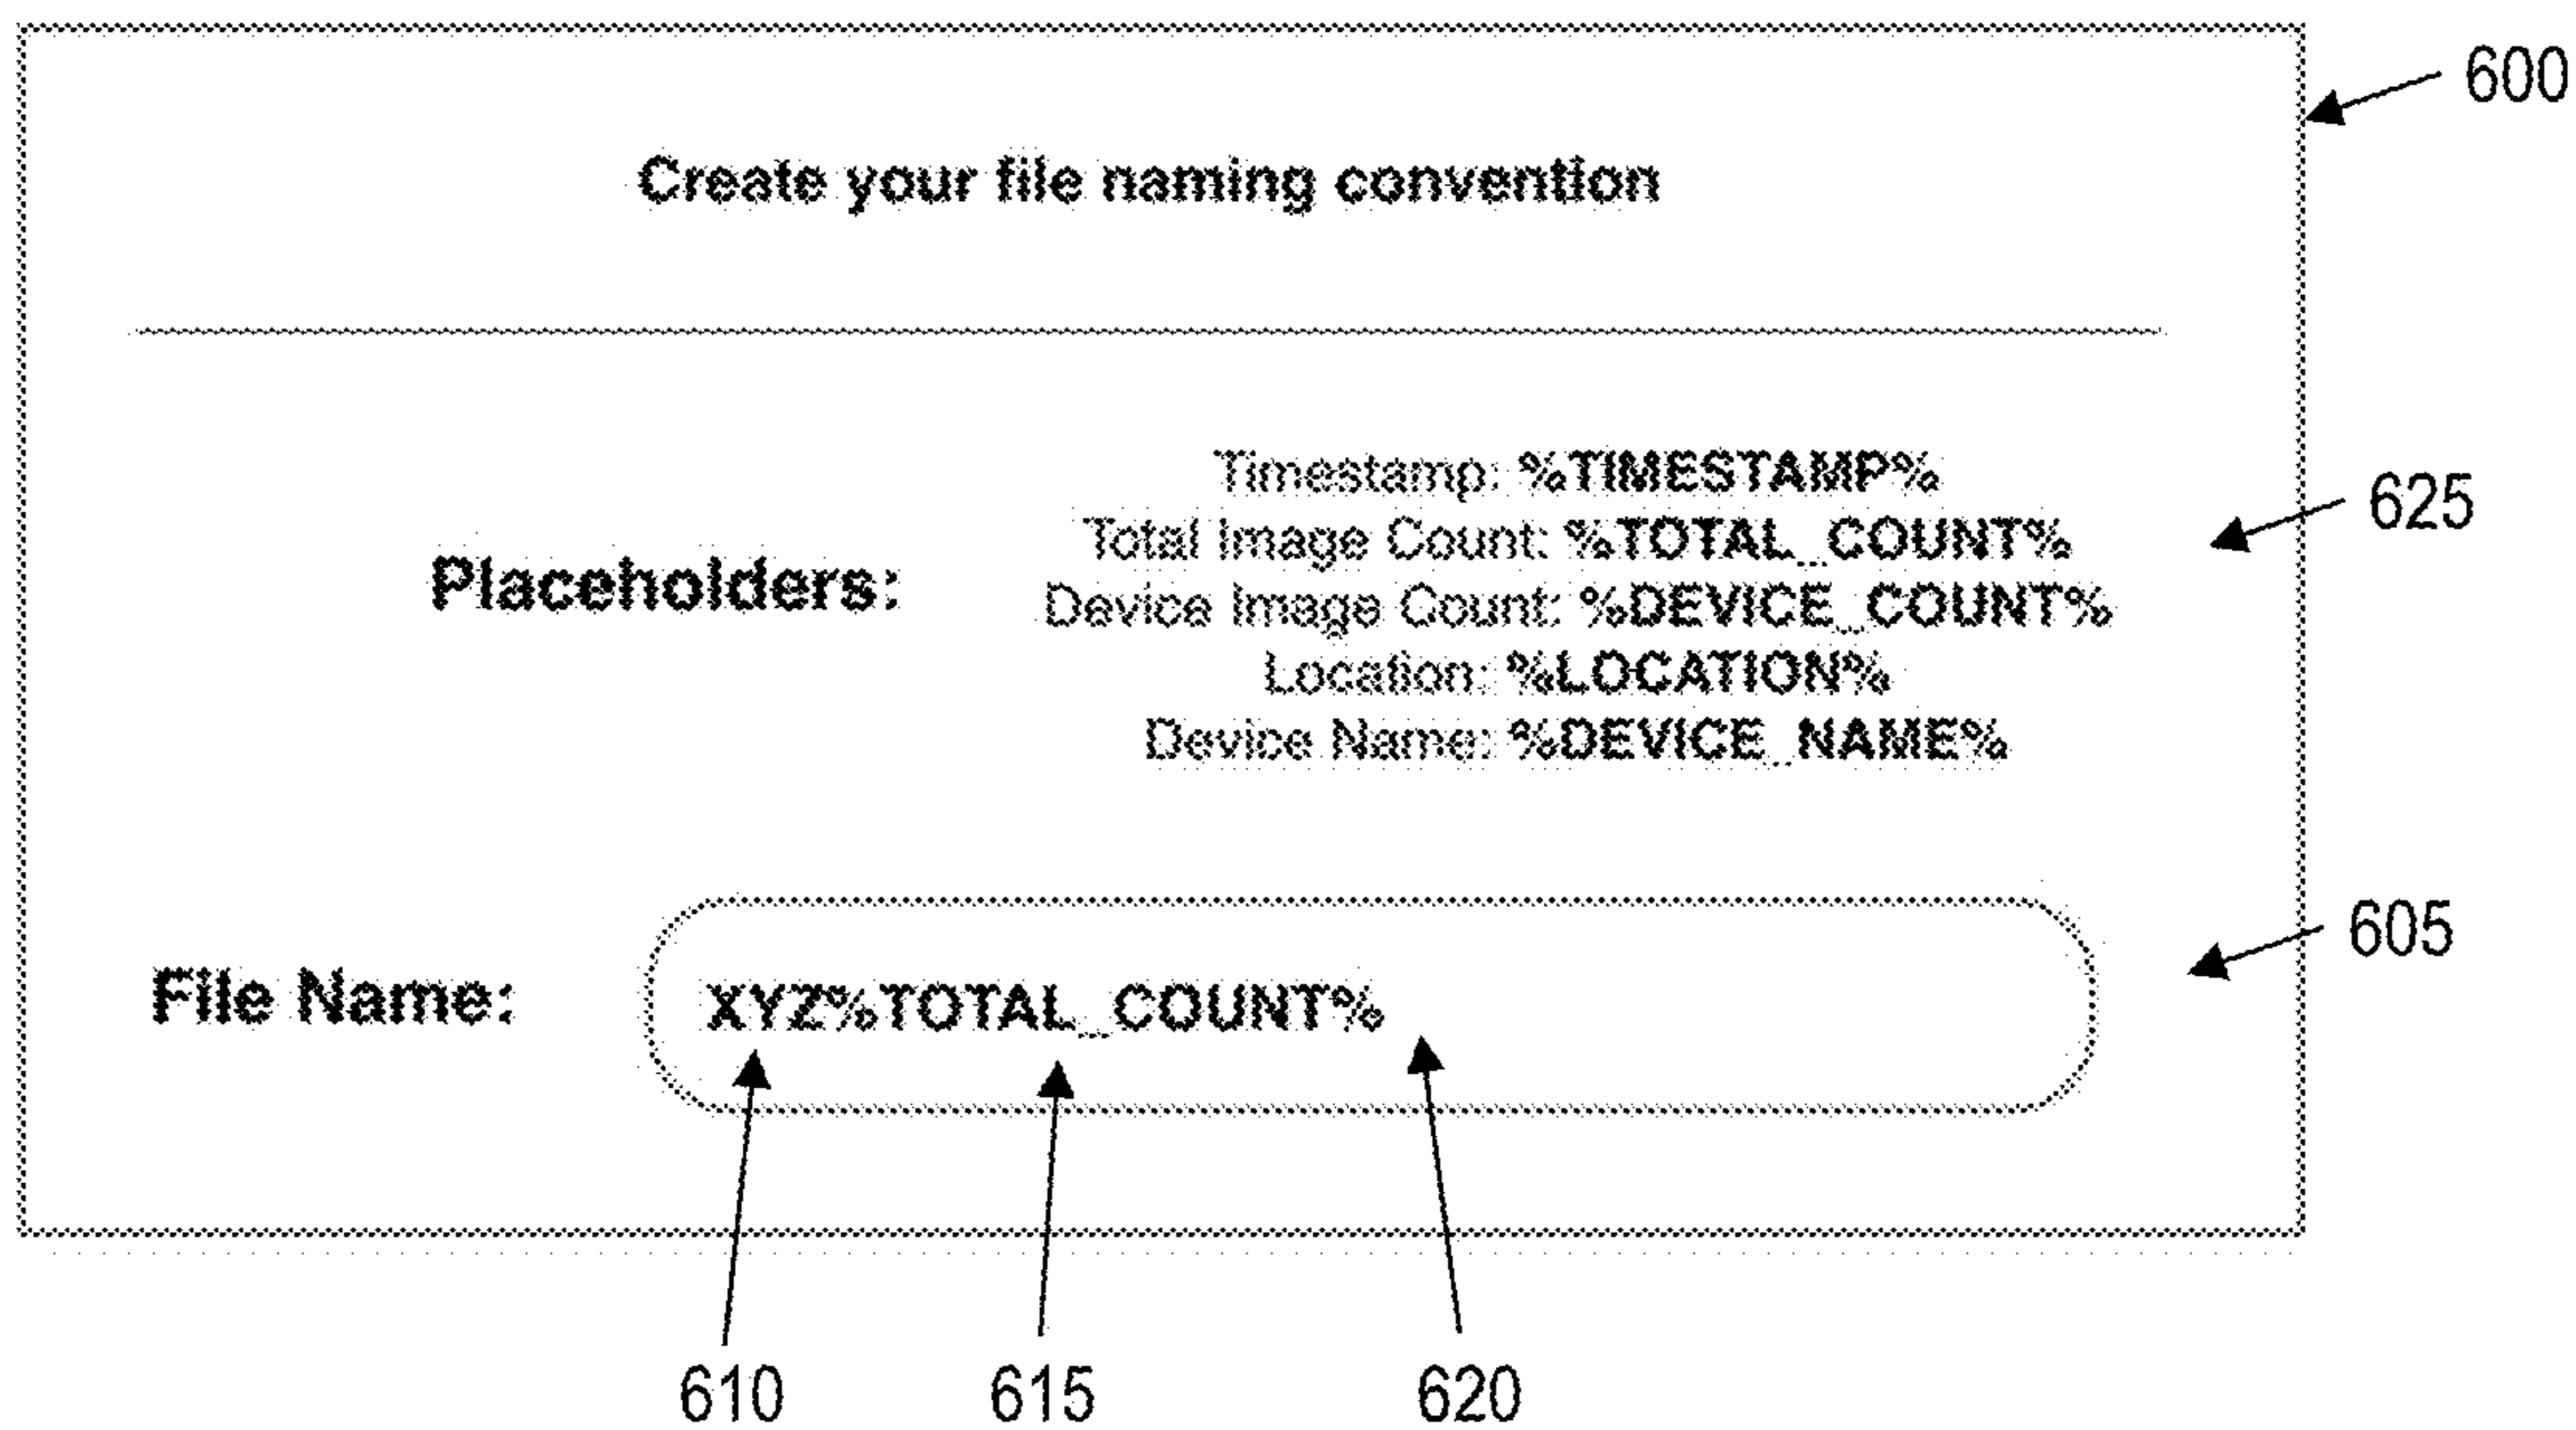 600
Create your file naming convention
Timestamp: %TIMESTAMP%
Total Image Count: %TOTAL_COUNT%
625
Placeholders:
Device Image Count: %DEVICE_COUNT%
Location: %LOCATION%
Device Name: %DEVICE_NAME%
605
File Name:
XYZ%TOTAL_COUNT%
610
615
620